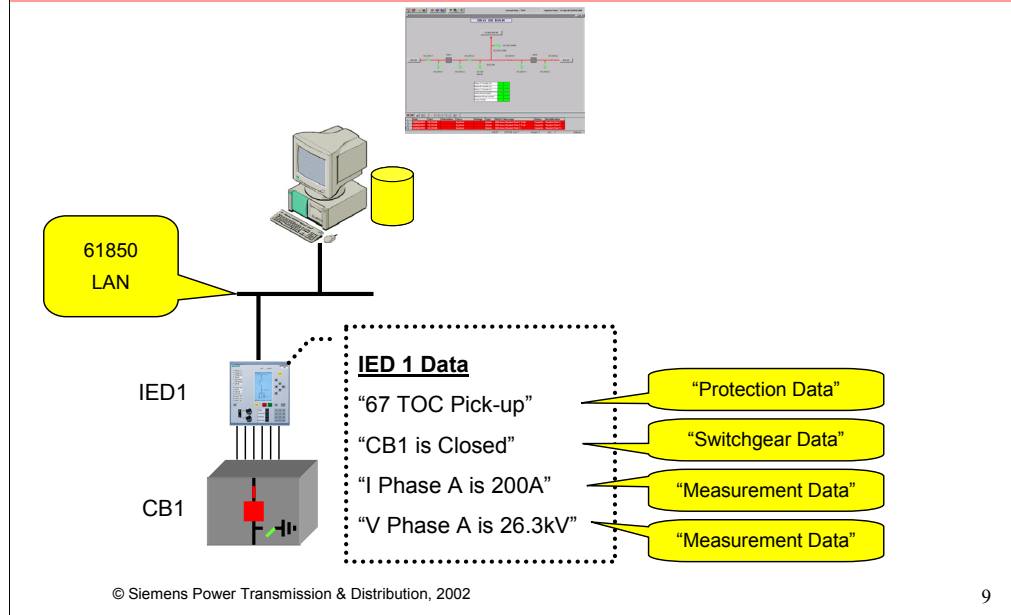 61850
LAN
IED1
CB1
IED 1 Data
“67 TOC Pick-up”
“CB1 is Closed”
“I Phase A is 200A”
“V Phase A is 26.3kV”
“Protection Data”
“Switchgear Data”
“Measurement Data”
“Measurement Data”
© Siemens Power Transmission & Distribution, 2002
9